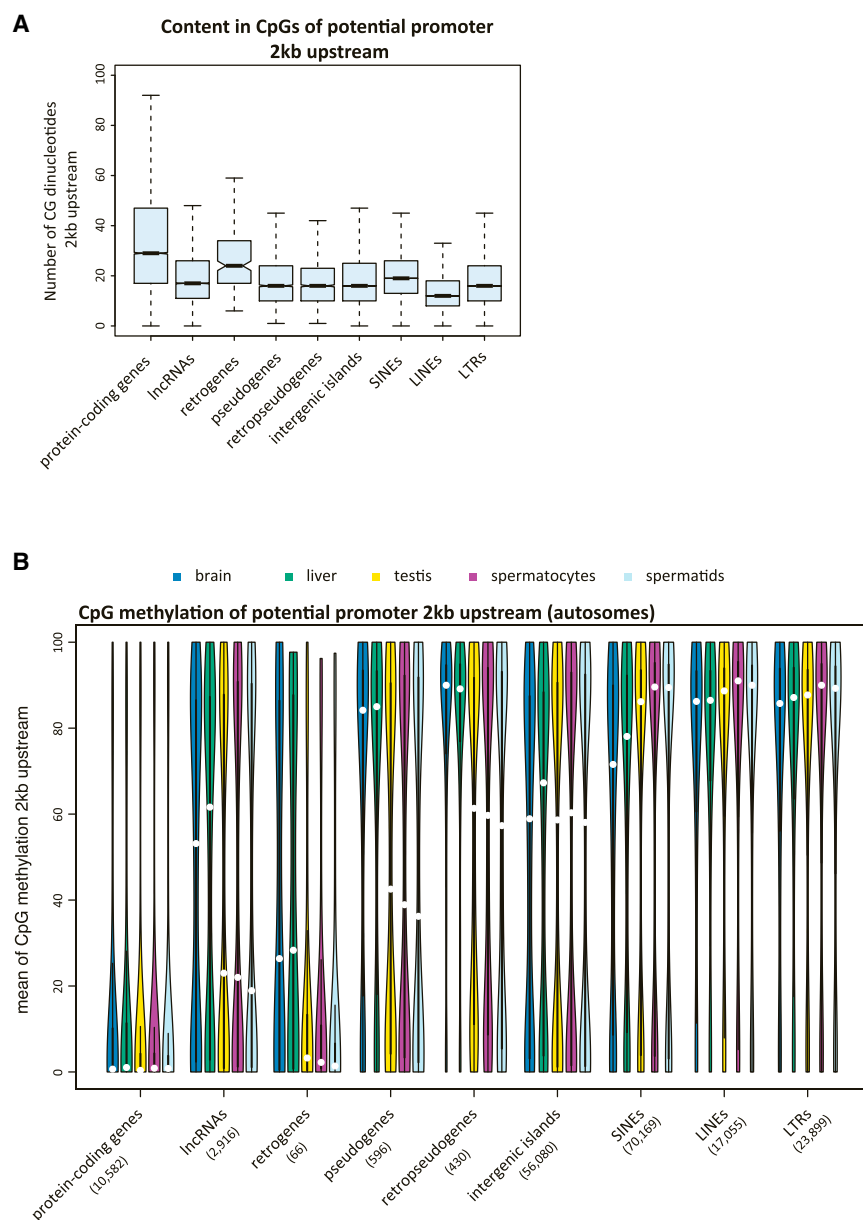 A
Content in CpGs of potential promoter
2kb upstream
Number of CG dinucleotides
2kb upstream
100
80
60
40
20
0
protein-coding genes
lncRNAs
retrogenes
pseudogenes
retropseudogenes
intergenic islands
SINEs
LINEs
LTRs
B
brain liver testis spermatocytes spermatids
CpG methylation of potential promoter 2kb upstream (autosomes)
mean of CpG methylation 2kb upstream
100
80
60
40
20
0
protein-coding genes
(10,582)
lncRNAs
(2,916)
retrogenes
(66)
pseudogenes
(596)
retropseudogenes
(430)
intergenic islands
(56,080)
SINEs
(70,169)
LINEs
(17,055)
LTRs
(23,899)